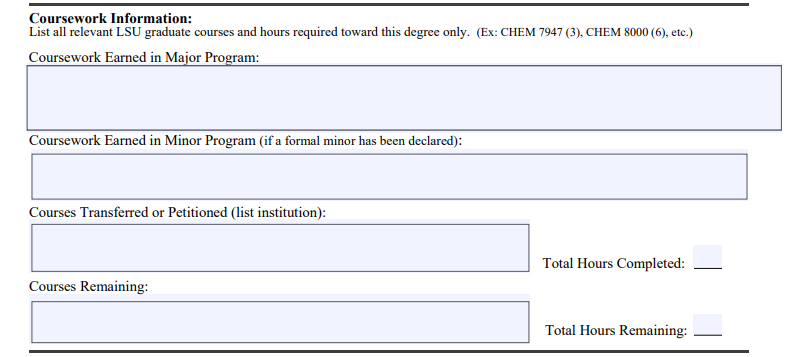 Coursework Information:
List all relevant LSU graduate courses and hours required toward this degree only. (Ex: CHEM 7947 (3), CHEM 8000 (6), etc.)
Coursework Earned in Major Program:
Coursework Earned in Minor Program (if a formal minor has been declared):
Courses Transferred or Petitioned (list institution):
Total Hours Completed:
Courses Remaining:
Total Hours Remaining: